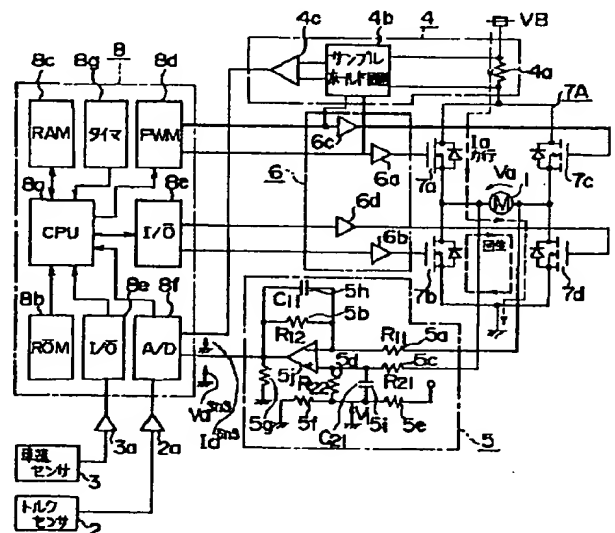 4c
4b
4
VB
8c
8g
8
8d
サンプル
ホールド回路
4a
RAM
タイマ
PWM
6c
7A
8a
6
6a
Ia
カ行
Va
7a
M
1
7c
CPU
8e
I/O
6d
6b
回生
7b
7d
8b
8e
8f
C11
5h
5b
R12
ROM
I/O
A/D
R11
5a
5d
5c
5j
R22
R21
Vasns
Iasns
5g
5f
C21
5i
5e
5
3a
2a
車速
センサ
3
トルク
センサ
2